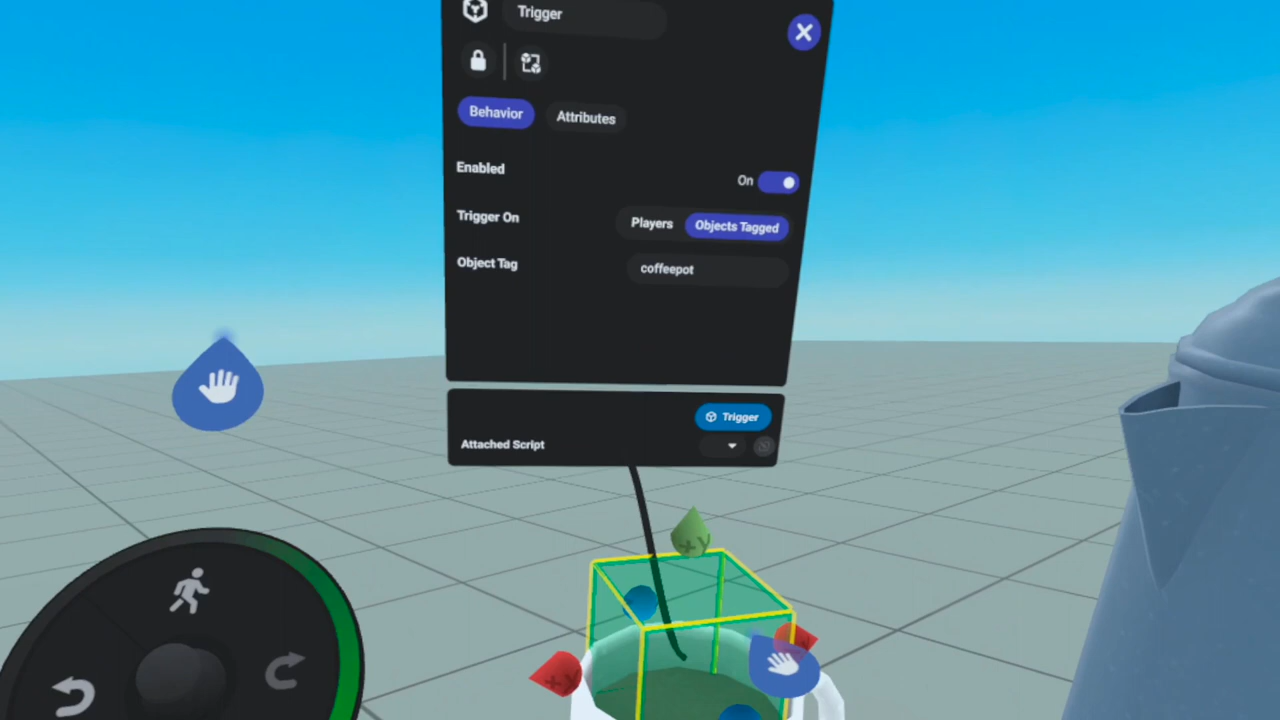 Trigger
Behavior Attributes
Enabled On
Trigger On Players Objects Tagged
Object Tag coffeepot
Trigger
Attached Script